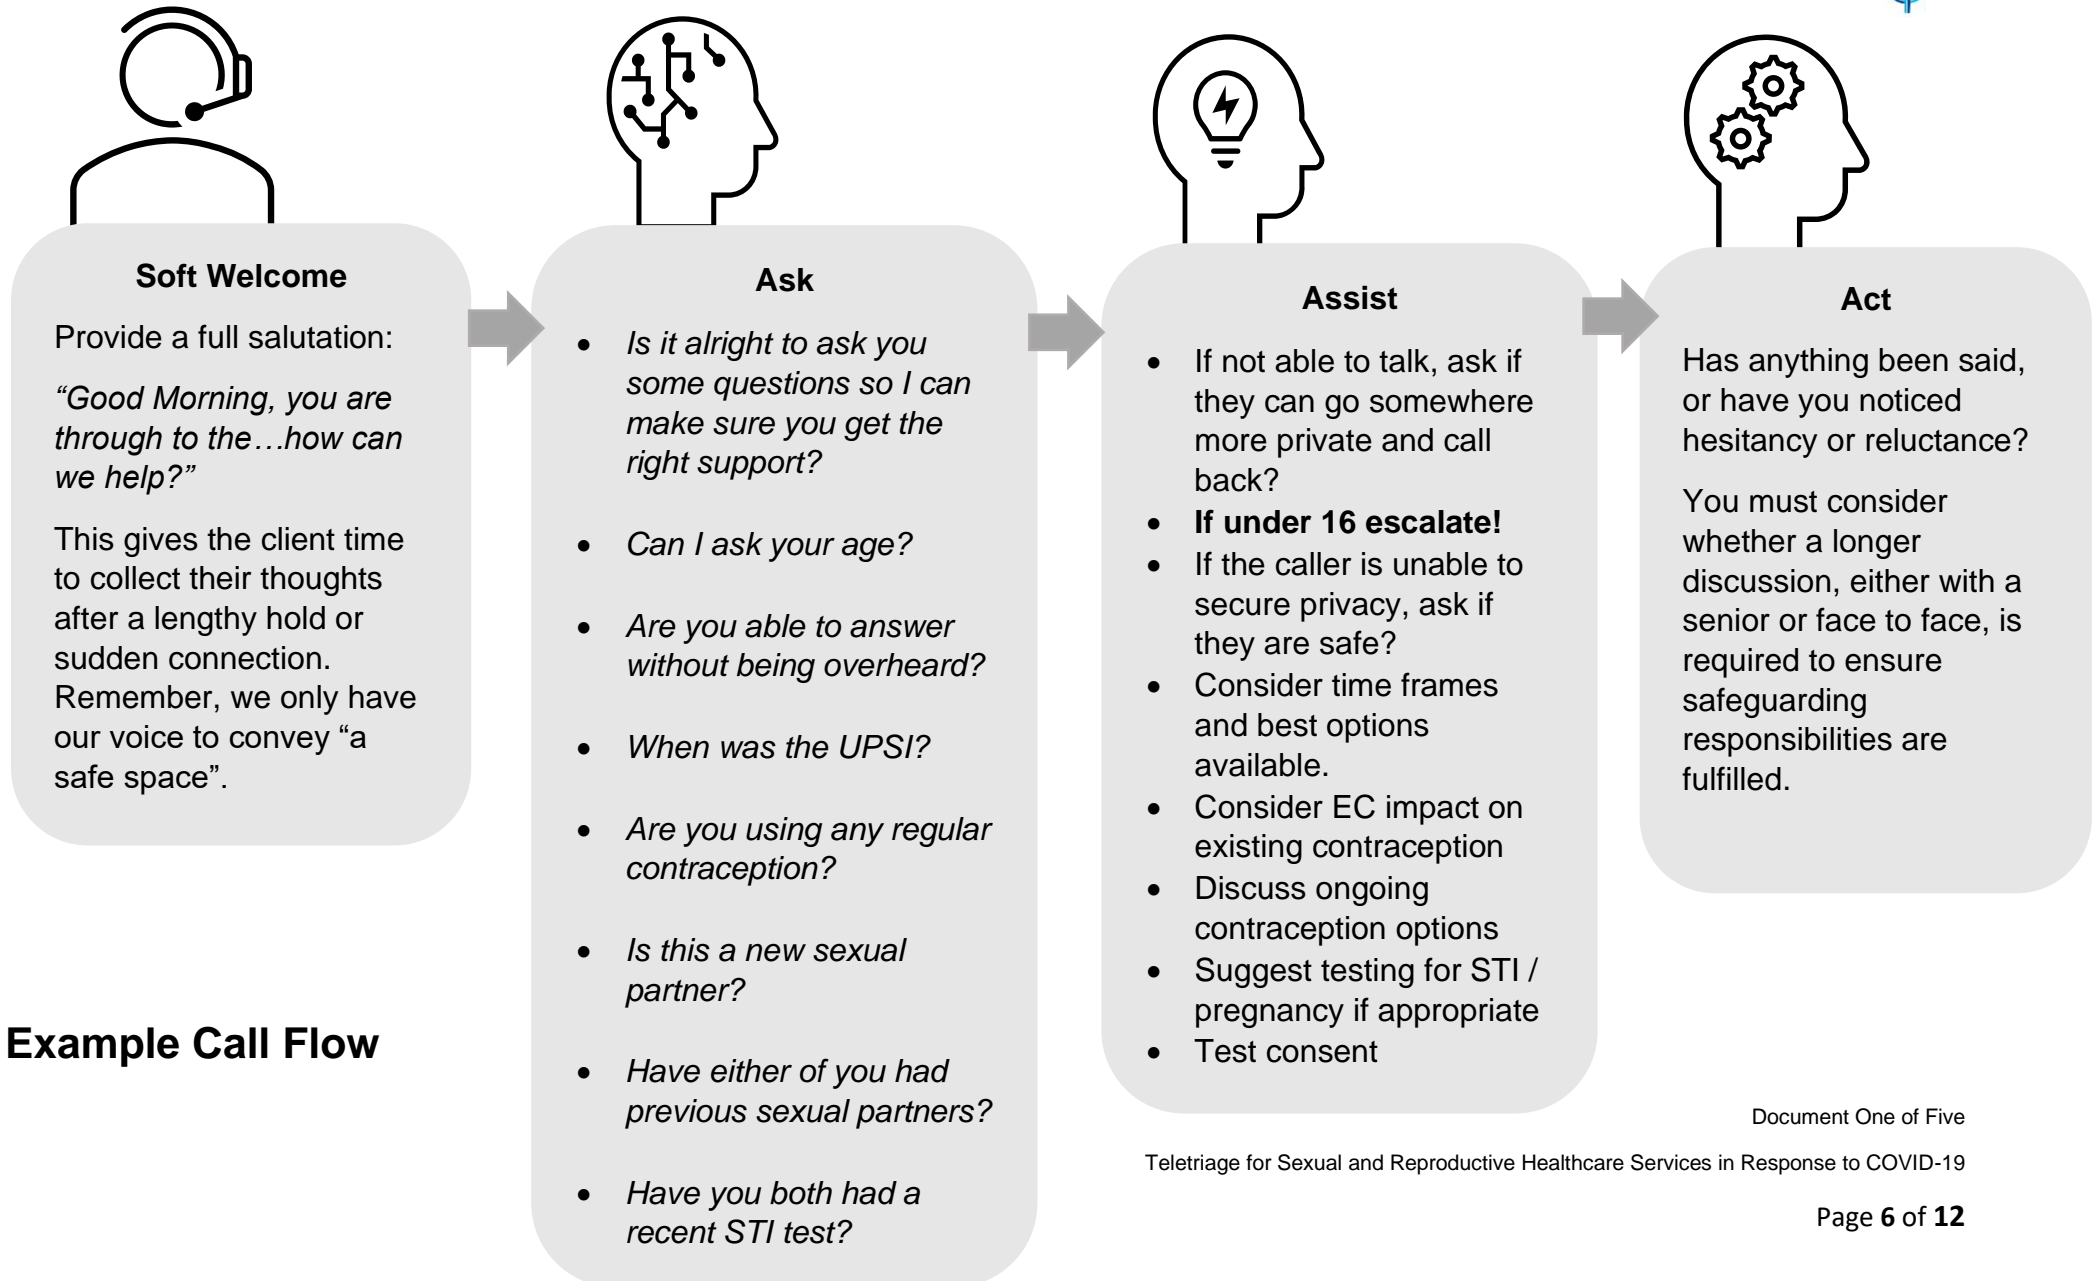 Soft Welcome
Provide a full salutation:
“Good Morning, you are
through to the…how can
we help?”
This gives the client time
to collect their thoughts
after a lengthy hold or
sudden connection.
Remember, we only have
our voice to convey “a
safe space”.
Ask
• Is it alright to ask you
some questions so I can
make sure you get the
right support?
• Can I ask your age?
• Are you able to answer
without being overheard?
• When was the UPSI?
• Are you using any regular
contraception?
• Is this a new sexual
partner?
• Have either of you had
previous sexual partners?
• Have you both had a
recent STI test?
Assist
• If not able to talk, ask if
they can go somewhere
more private and call
back?
• If under 16 escalate!
• If the caller is unable to
secure privacy, ask if
they are safe?
• Consider time frames
and best options
available.
• Consider EC impact on
existing contraception
• Discuss ongoing
contraception options
• Suggest testing for STI /
pregnancy if appropriate
• Test consent
Act
Has anything been said,
or have you noticed
hesitancy or reluctance?
You must consider
whether a longer
discussion, either with a
senior or face to face, is
required to ensure
safeguarding
responsibilities are
fulfilled.
Example Call Flow
Document One of Five
Teletriage for Sexual and Reproductive Healthcare Services in Response to COVID-19
Page 6 of 12